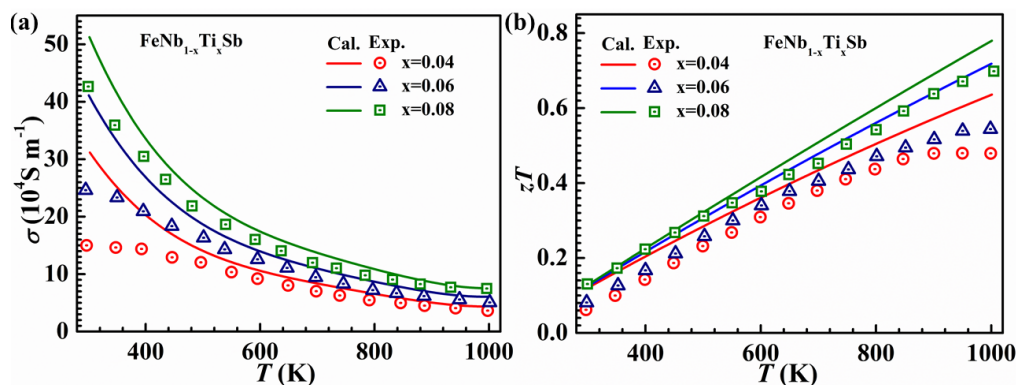 (a)
FeNb1-xTixSb
Cal. Exp.
x=0.04
x=0.06
x=0.08
50
40
30
20
10
0
σ (10⁴S m⁻¹)
400 600 800 1000
T (K)
(b)
Cal. Exp. FeNb1-xTixSb
x=0.04
x=0.06
x=0.08
0.8
0.6
0.4
0.2
0.0
zT
400 600 800 1000
T (K)